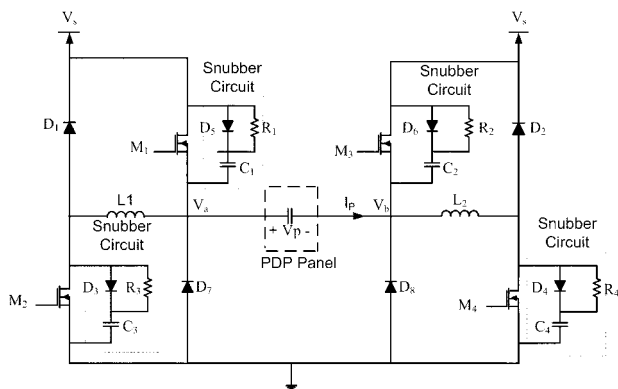 Vs
Vs
Snubber
Circuit
Snubber
Circuit
D1
D5
R1
M1
C1
D6
R2
M3
C2
D2
L1
Va
Ip
Vb
L2
+ Vp -
PDP Panel
Snubber
Circuit
Snubber
Circuit
D3
R3
M2
C3
D7
D8
D4
R4
M4
C4